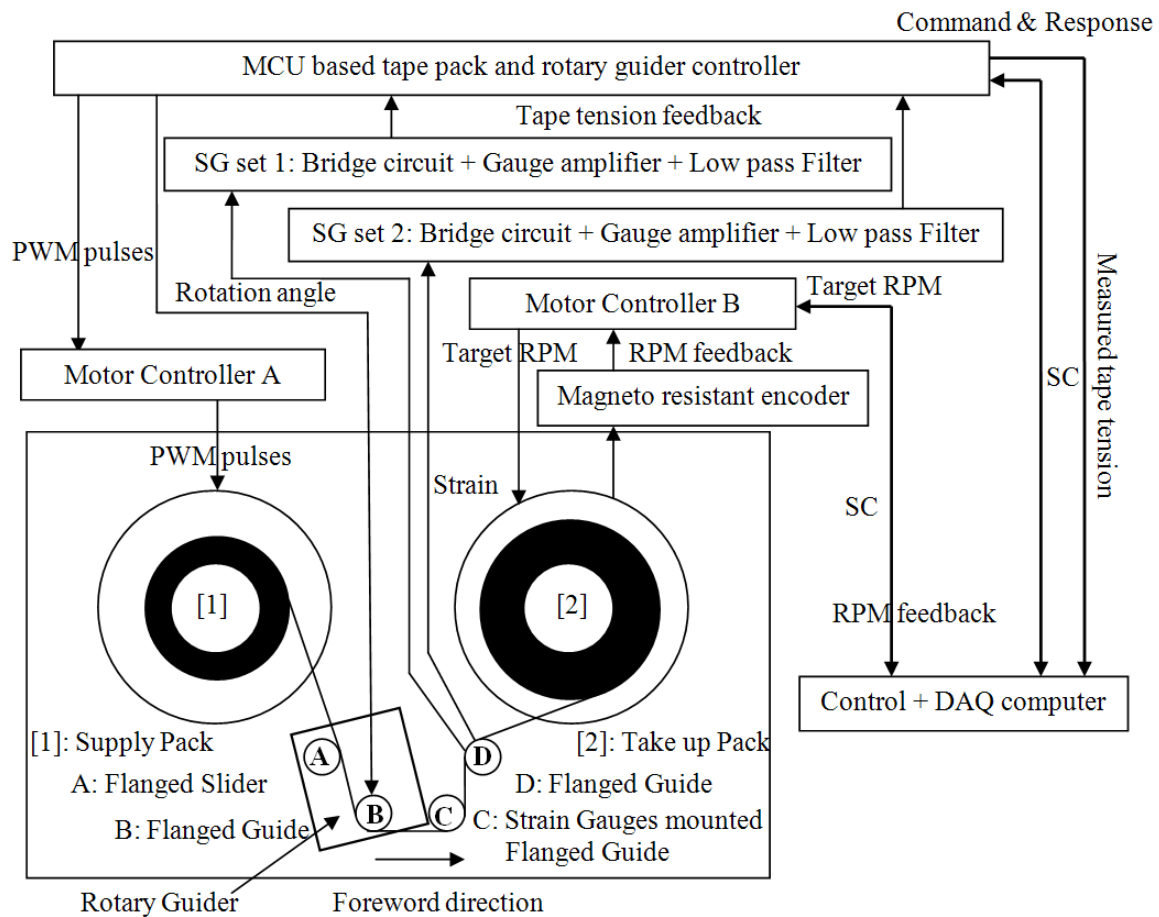 Command & Response
MCU based tape pack and rotary guider controller
Tape tension feedback
SG set 1: Bridge circuit + Gauge amplifier + Low pass Filter
SG set 2: Bridge circuit + Gauge amplifier + Low pass Filter
PWM pulses
Rotation angle
Motor Controller B
Target RPM
Measured tape tension
Target RPM
RPM feedback
Motor Controller A
SC
Magneto resistant encoder
PWM pulses
Strain
SC
[1]
[2]
RPM feedback
Control + DAQ computer
[1]: Supply Pack
A
D
[2]: Take up Pack
A: Flanged Slider
D: Flanged Guide
B
C
B: Flanged Guide
C: Strain Gauges mounted
Flanged Guide
Rotary Guider
Foreword direction